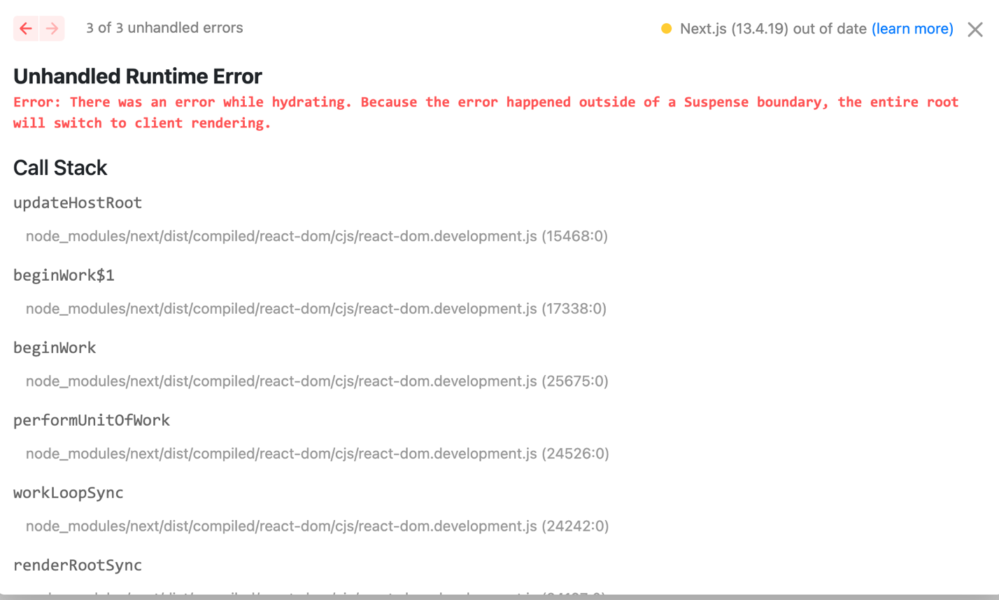 3 of 3 unhandled errors
Next.js (13.4.19) out of date (learn more)
Unhandled Runtime Error
Error: There was an error while hydrating. Because the error happened outside of a Suspense boundary, the entire root
will switch to client rendering.
Call Stack
updateHostRoot
node_modules/next/dist/compiled/react-dom/cjs/react-dom.development.js (15468:0)
beginWork$1
node_modules/next/dist/compiled/react-dom/cjs/react-dom.development.js (17338:0)
beginWork
node_modules/next/dist/compiled/react-dom/cjs/react-dom.development.js (25675:0)
performUnitOfWork
node_modules/next/dist/compiled/react-dom/cjs/react-dom.development.js (24526:0)
workLoopSync
node_modules/next/dist/compiled/react-dom/cjs/react-dom.development.js (24242:0)
renderRootSync